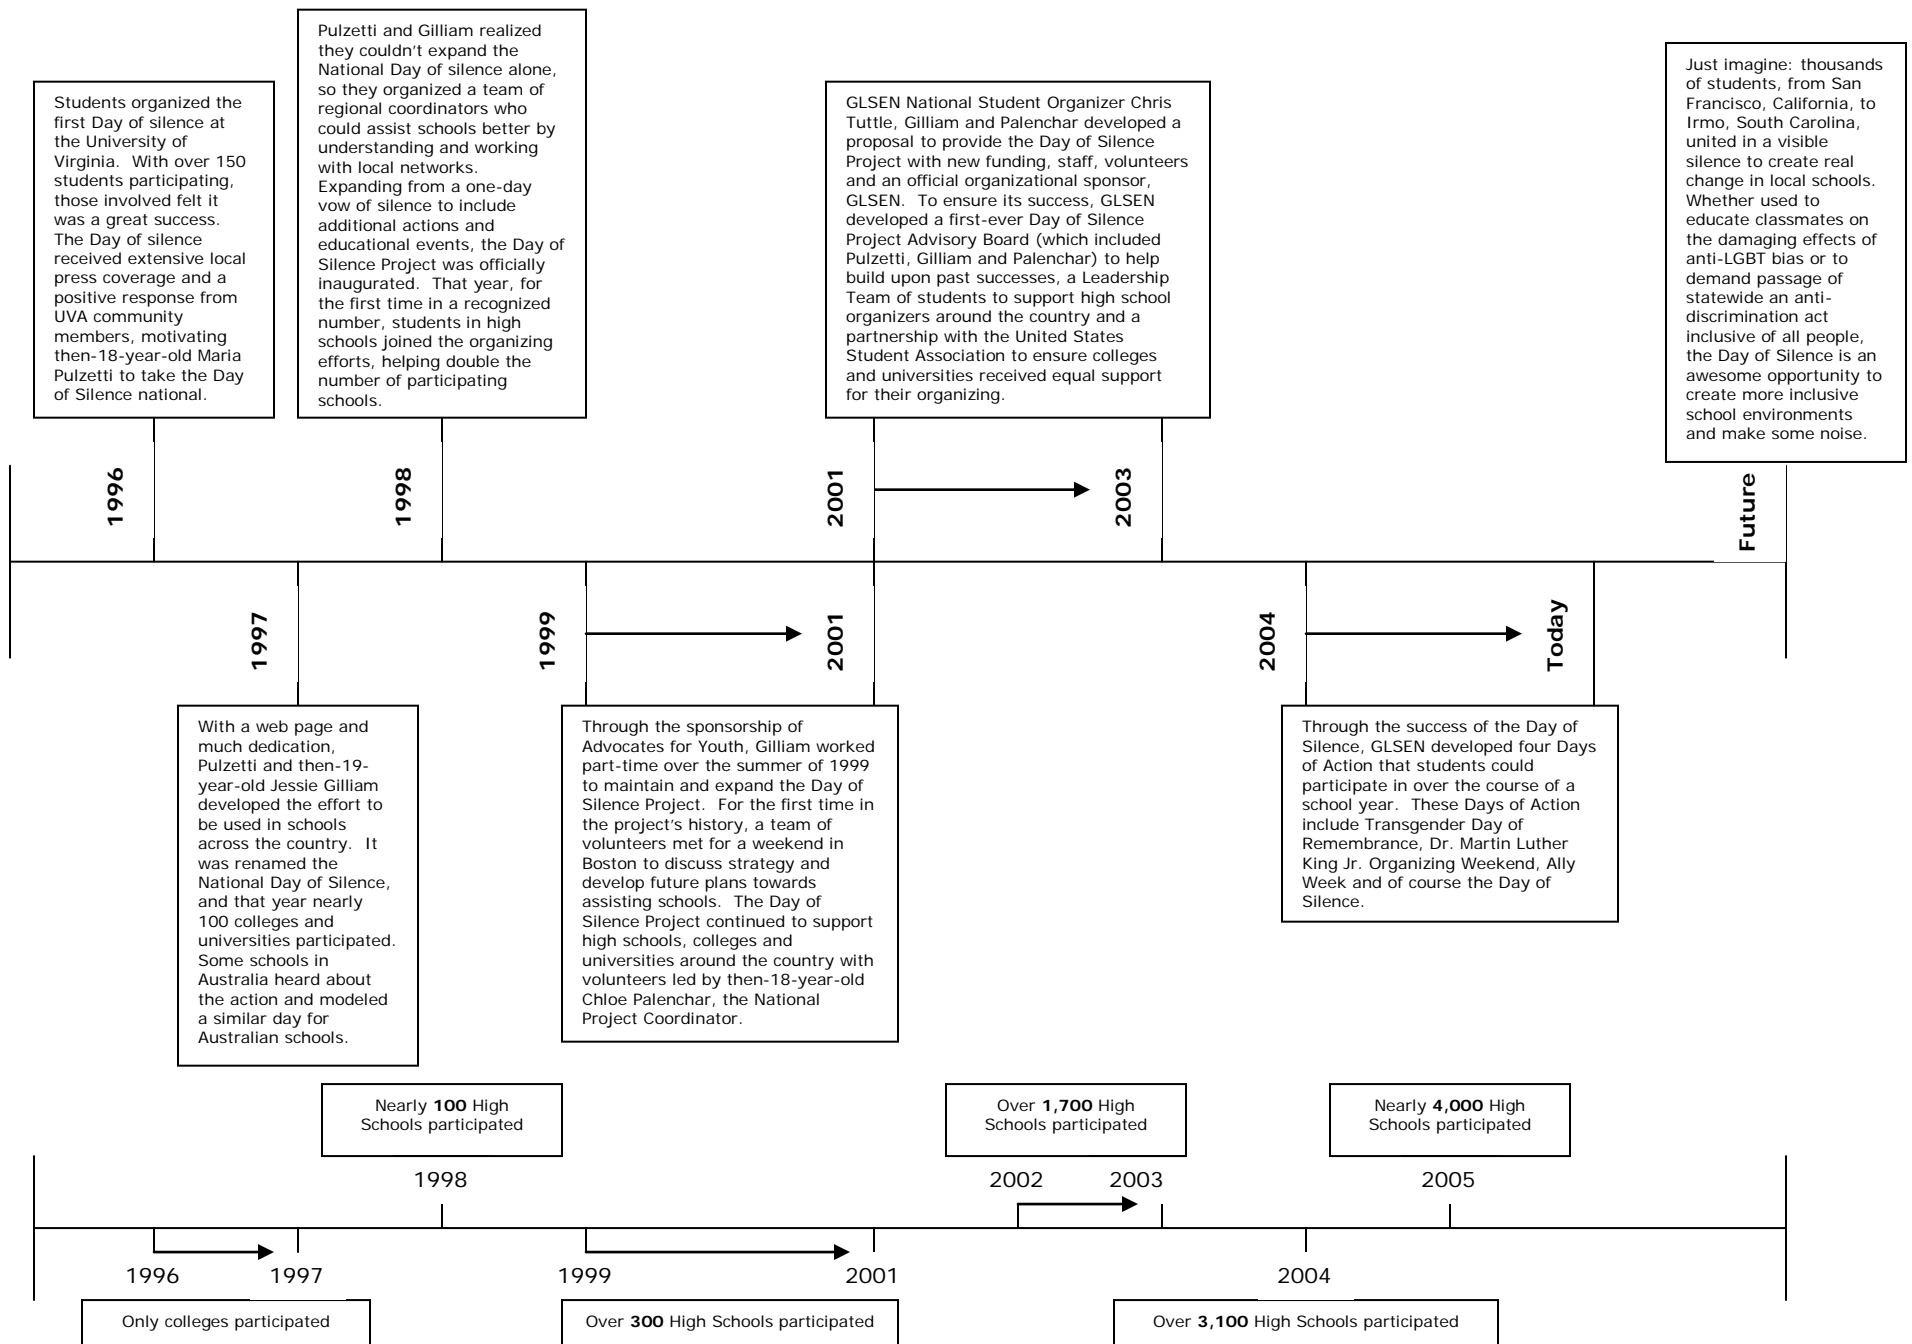 Students organized the
first Day of silence at
the University of
Virginia.  With over 150
students participating,
those involved felt it
was a great success.
The Day of silence
received extensive local
press coverage and a
positive response from
UVA community
members, motivating
then-18-year-old Maria
Pulzetti to take the Day
of Silence national.
Pulzetti and Gilliam realized
they couldn't expand the
National Day of silence alone,
so they organized a team of
regional coordinators who
could assist schools better by
understanding and working
with local networks.
Expanding from a one-day
vow of silence to include
additional actions and
educational events, the Day of
Silence Project was officially
inaugurated.  That year, for
the first time in a recognized
number, students in high
schools joined the organizing
efforts, helping double the
number of participating
schools.
GLSEN National Student Organizer Chris
Tuttle, Gilliam and Palenchar developed a
proposal to provide the Day of Silence
Project with new funding, staff, volunteers
and an official organizational sponsor,
GLSEN.  To ensure its success, GLSEN
developed a first-ever Day of Silence
Project Advisory Board (which included
Pulzetti, Gilliam and Palenchar) to help
build upon past successes, a Leadership
Team of students to support high school
organizers around the country and a
partnership with the United States
Student Association to ensure colleges
and universities received equal support
for their organizing.
Just imagine: thousands
of students, from San
Francisco, California, to
Irmo, South Carolina,
united in a visible
silence to create real
change in local schools.
Whether used to
educate classmates on
the damaging effects of
anti-LGBT bias or to
demand passage of
statewide an anti-
discrimination act
inclusive of all people,
the Day of Silence is an
awesome opportunity to
create more inclusive
school environments
and make some noise.
1996
1998
2001
2003
Future
1997
1999
2001
2004
Today
With a web page and
much dedication,
Pulzetti and then-19-
year-old Jessie Gilliam
developed the effort to
be used in schools
across the country.  It
was renamed the
National Day of Silence,
and that year nearly
100 colleges and
universities participated.
Some schools in
Australia heard about
the action and modeled
a similar day for
Australian schools.
Through the sponsorship of
Advocates for Youth, Gilliam worked
part-time over the summer of 1999
to maintain and expand the Day of
Silence Project.  For the first time in
the project's history, a team of
volunteers met for a weekend in
Boston to discuss strategy and
develop future plans towards
assisting schools.  The Day of
Silence Project continued to support
high schools, colleges and
universities around the country with
volunteers led by then-18-year-old
Chloe Palenchar, the National
Project Coordinator.
Through the success of the Day of
Silence, GLSEN developed four Days
of Action that students could
participate in over the course of a
school year.  These Days of Action
include Transgender Day of
Remembrance, Dr. Martin Luther
King Jr. Organizing Weekend, Ally
Week and of course the Day of
Silence.
Nearly 100 High
Schools participated
Over 1,700 High
Schools participated
Nearly 4,000 High
Schools participated
1998
2002
2003
2005
1996
1997
1999
2001
2004
Only colleges participated
Over 300 High Schools participated
Over 3,100 High Schools participated